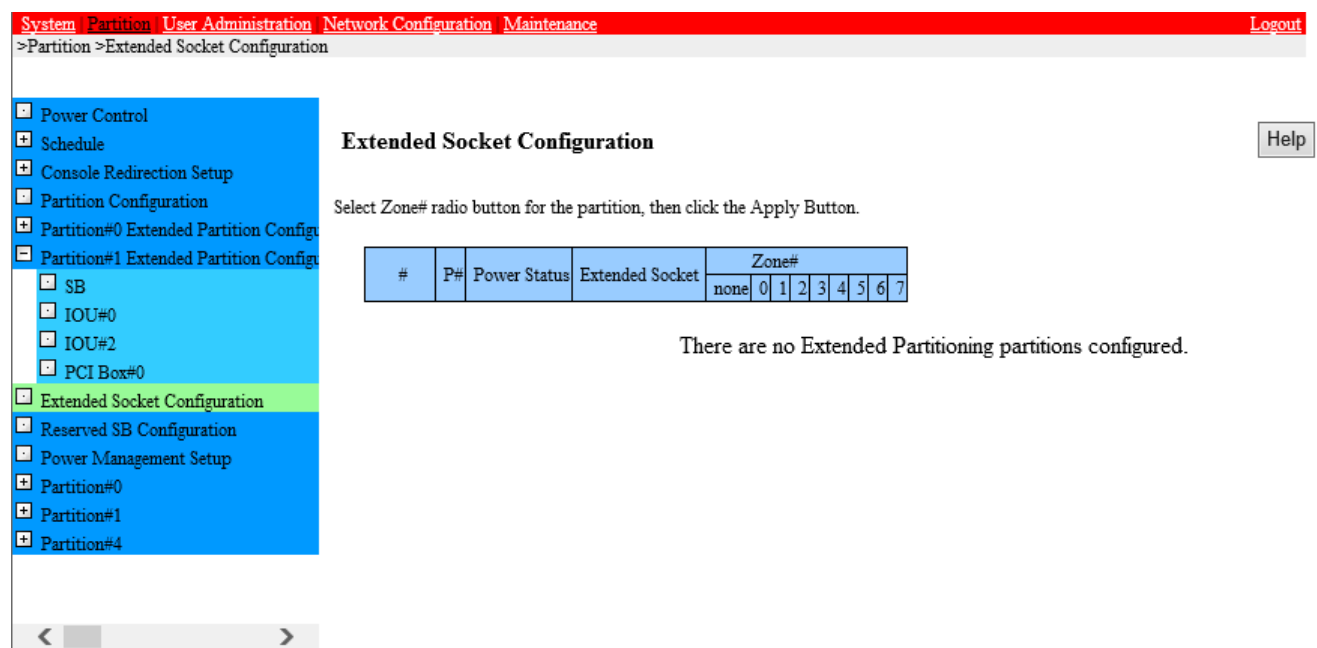 System | Partition | User Administration | Network Configuration | Maintenance Logout
>Partition >Extended Socket Configuration
Power Control
Schedule
Console Redirection Setup
Partition Configuration
Partition#0 Extended Partition Configu
Partition#1 Extended Partition Configu
SB
IOU#0
IOU#2
PCI Box#0
Extended Socket Configuration
Reserved SB Configuration
Power Management Setup
Partition#0
Partition#1
Partition#4
Extended Socket Configuration
Help
Select Zone# radio button for the partition, then click the Apply Button.
# P# Power Status Extended Socket Zone#
none 0 1 2 3 4 5 6 7
There are no Extended Partitioning partitions configured.